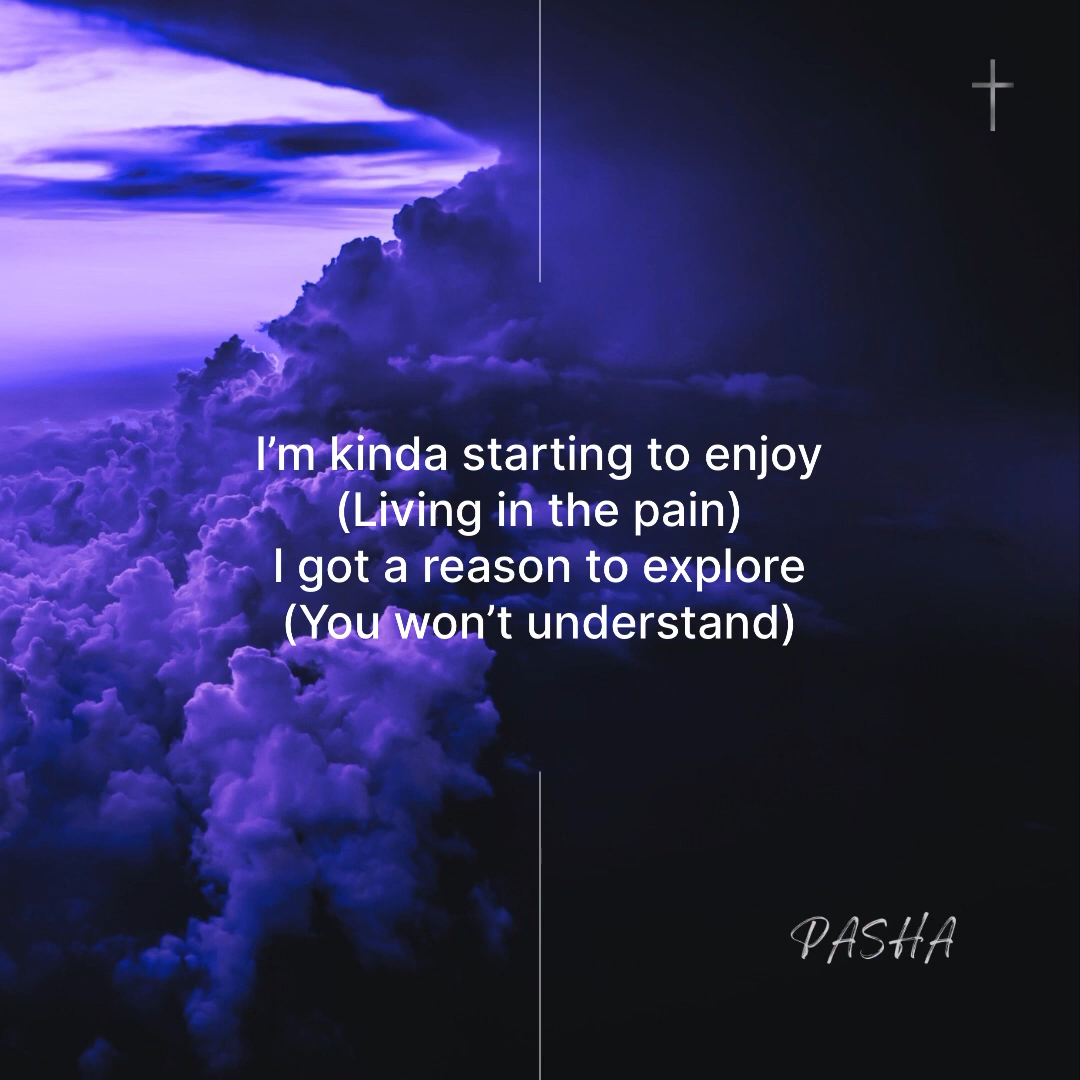 I’m kinda starting to enjoy
(Living in the pain)
I got a reason to explore
(You won’t understand)
PASHA